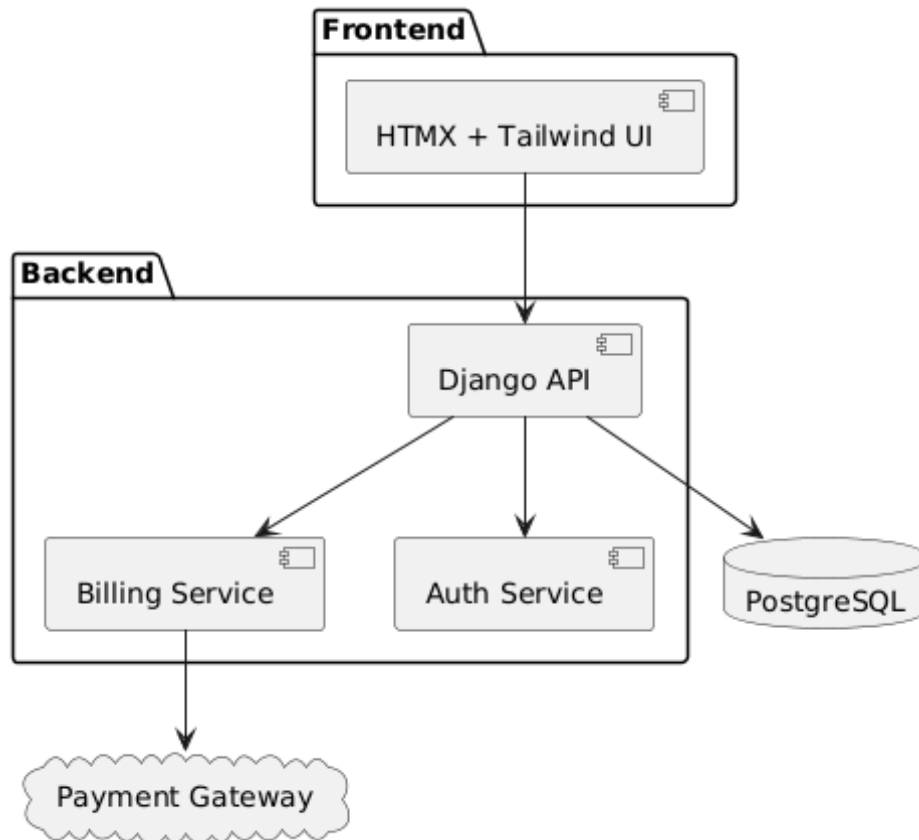 Frontend
HTMX + Tailwind UI
Backend
Django API
Billing Service
Auth Service
PostgreSQL
Payment Gateway